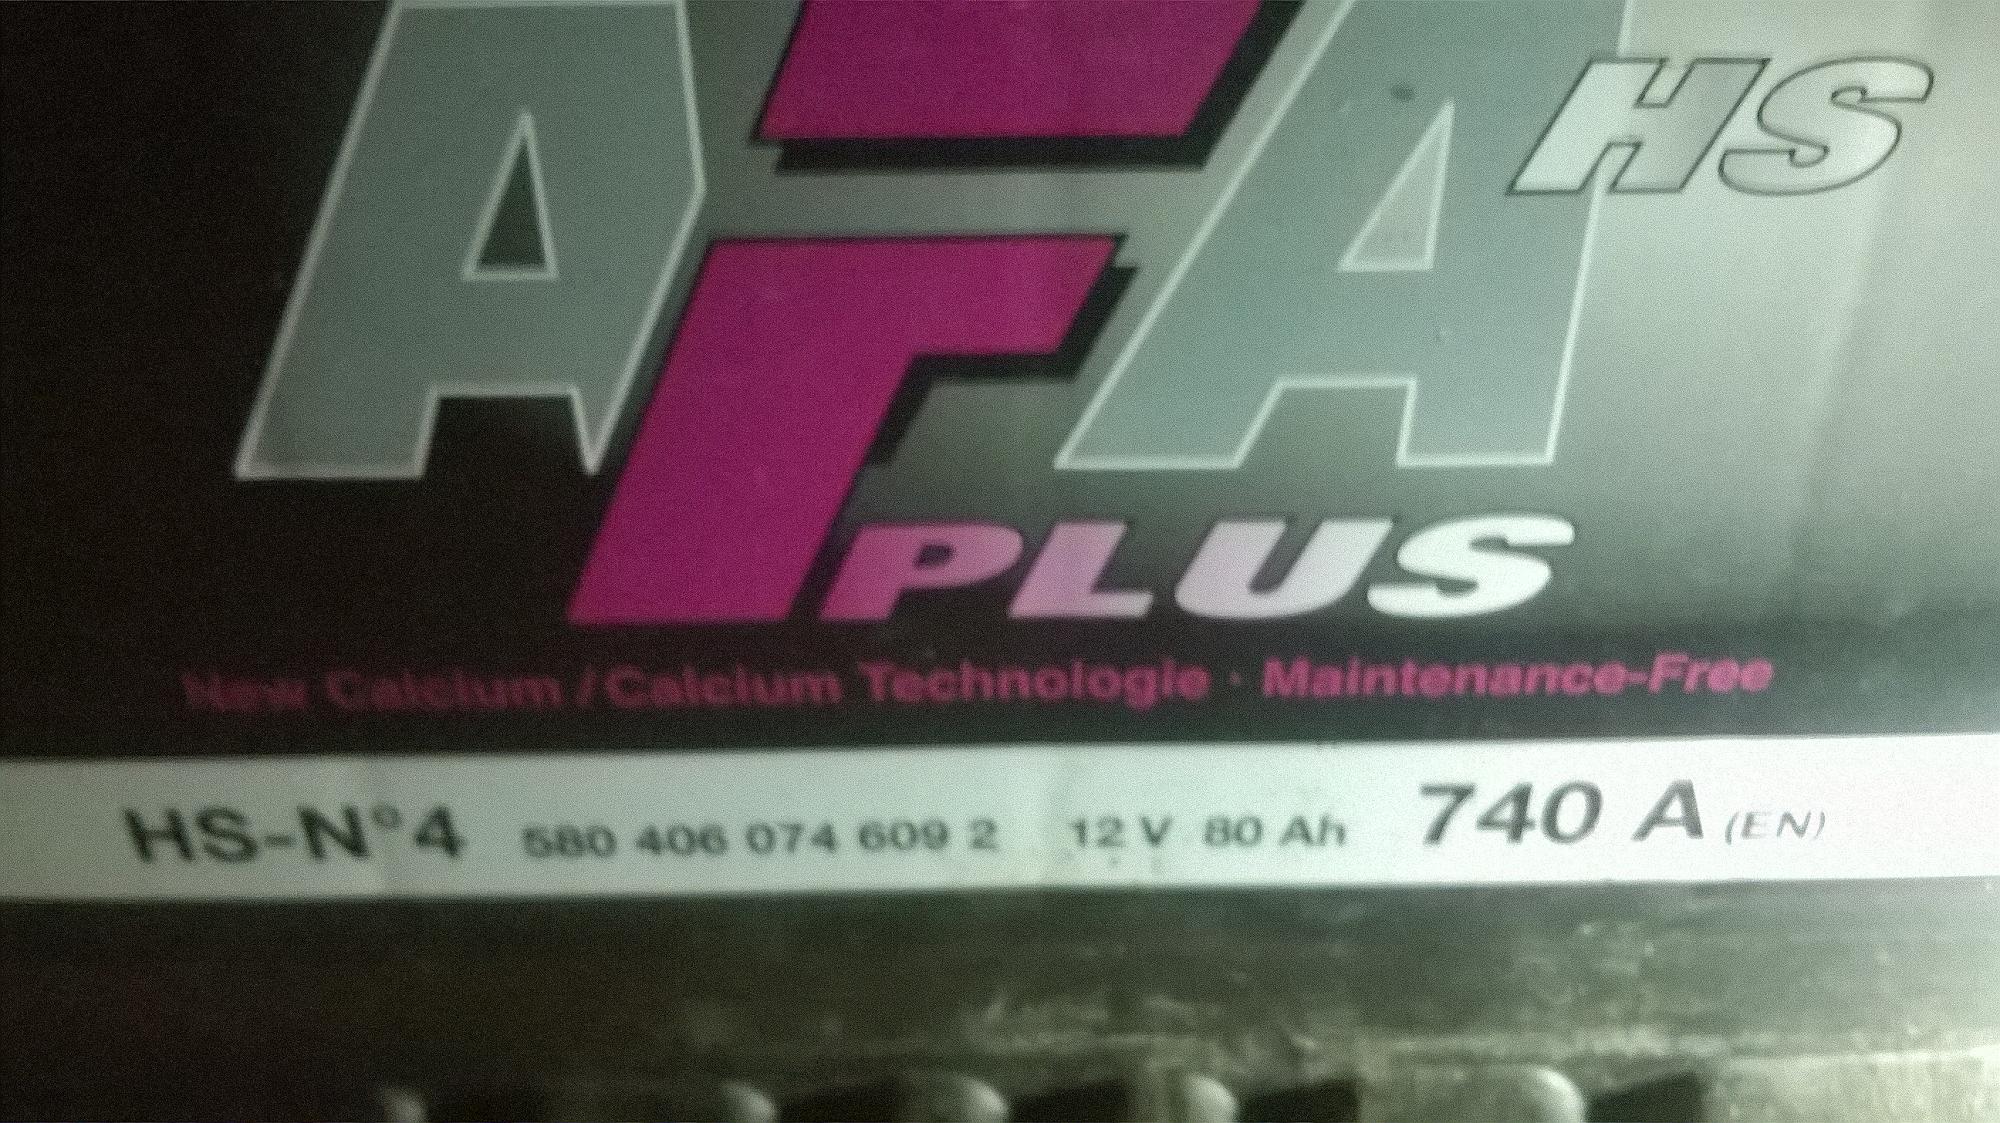 AFA HS
PLUS
New Calcium / Calcium Technologie · Maintenance-Free
HS-N°4 580 406 074 609 2 12 V 80 Ah 740 A (EN)